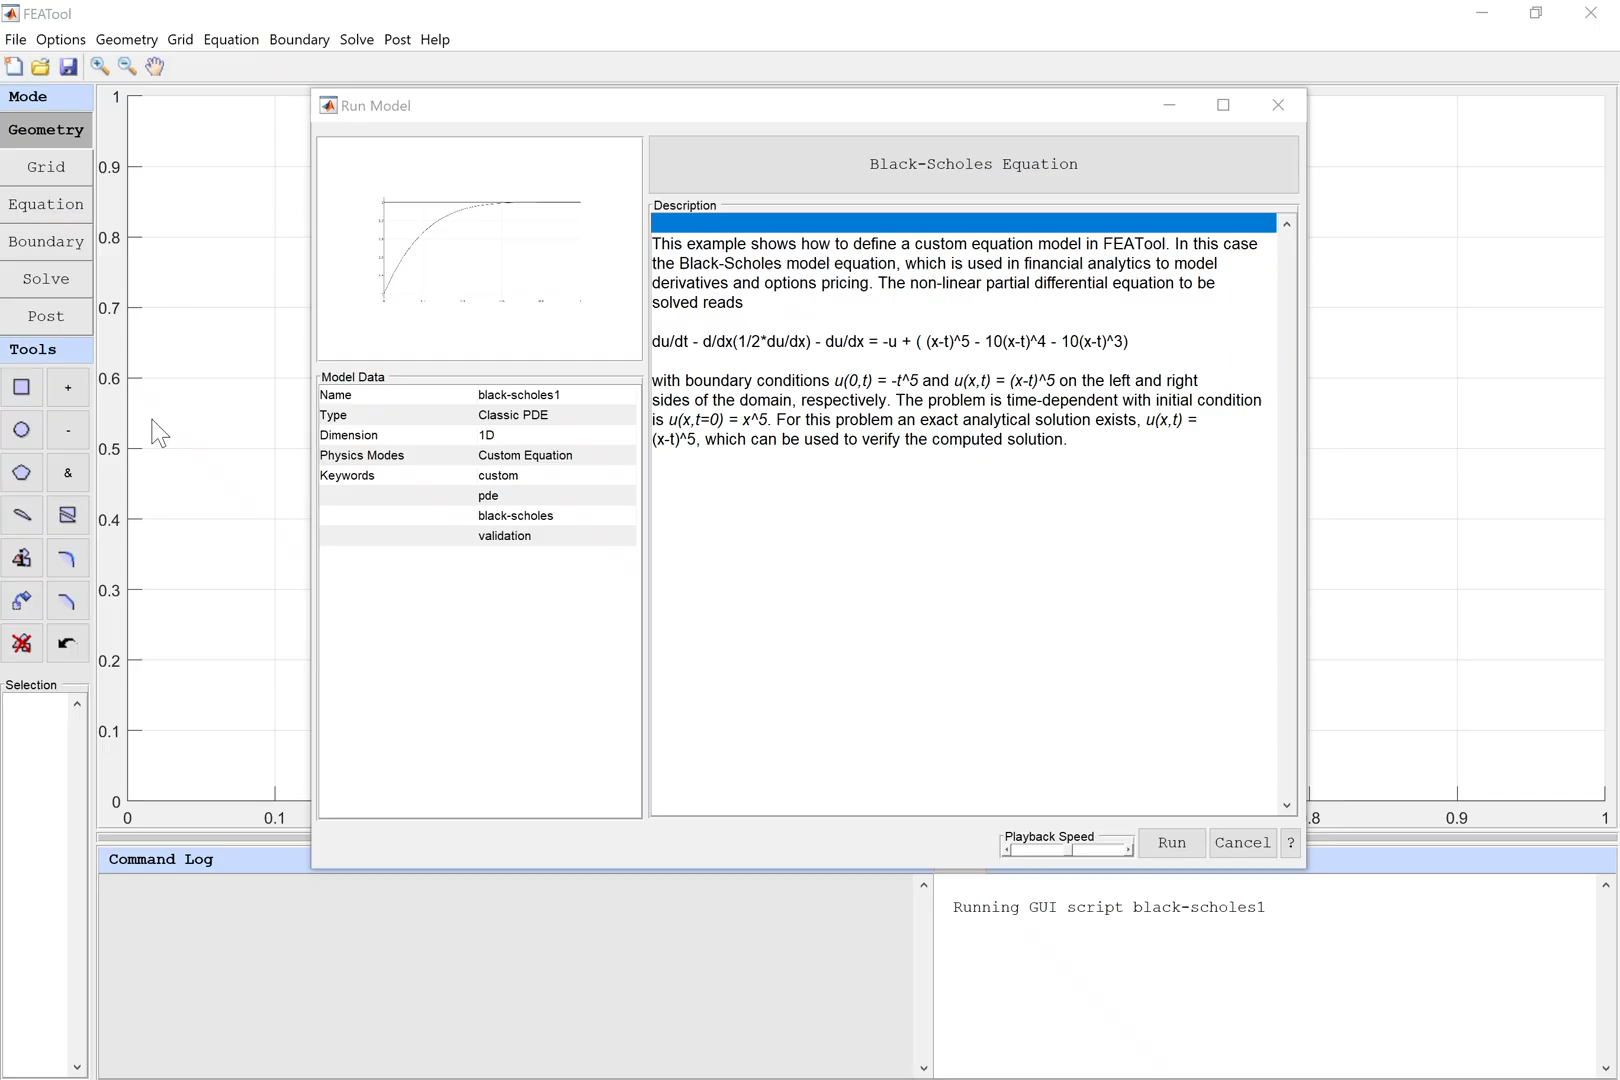 FEATool
File Options Geometry Grid Equation Boundary Solve Post Help
Mode
Geometry
Grid
Equation
Boundary
Solve
Post
Tools
+
-
&
Selection
1
0.9
0.8
0.7
0.6
0.5
0.4
0.3
0.2
0.1
0
0 0.1 .8 0.9 1
Run Model
Black-Scholes Equation
Model Data
Name black-scholes1
Type Classic PDE
Dimension 1D
Physics Modes Custom Equation
Keywords custom
pde
black-scholes
validation
Description
This example shows how to define a custom equation model in FEATool. In this case
the Black-Scholes model equation, which is used in financial analytics to model
derivatives and options pricing. The non-linear partial differential equation to be
solved reads
du/dt - d/dx(1/2*du/dx) - du/dx = -u + ( (x-t)^5 - 10(x-t)^4 - 10(x-t)^3)
with boundary conditions u(0,t) = -t^5 and u(x,t) = (x-t)^5 on the left and right
sides of the domain, respectively. The problem is time-dependent with initial condition
is u(x,t=0) = x^5. For this problem an exact analytical solution exists, u(x,t) =
(x-t)^5, which can be used to verify the computed solution.
Playback Speed
Run Cancel ?
Command Log
Running GUI script black-scholes1